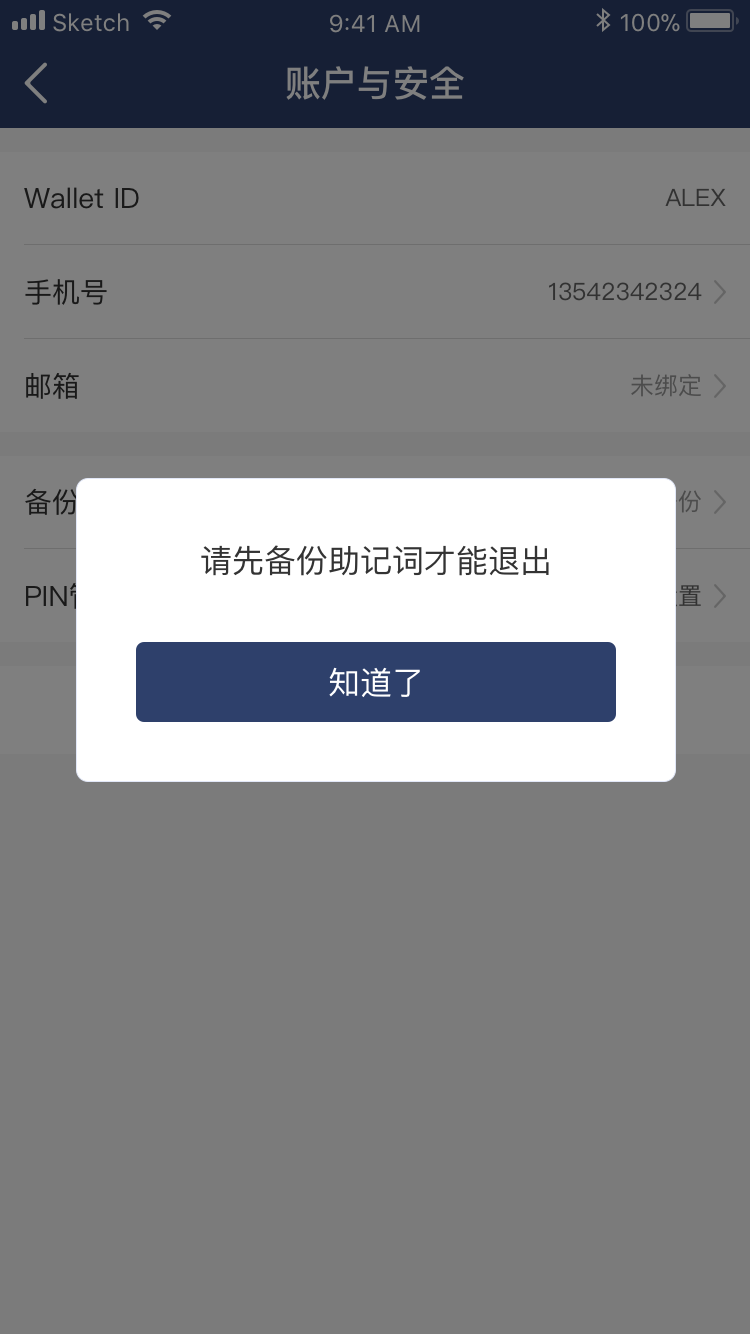 Sketch 9:41 AM 100%
账户与安全
Wallet ID ALEX
手机号 13542342324
邮箱 未绑定
备份 份
请先备份助记词才能退出
PIN 置
知道了